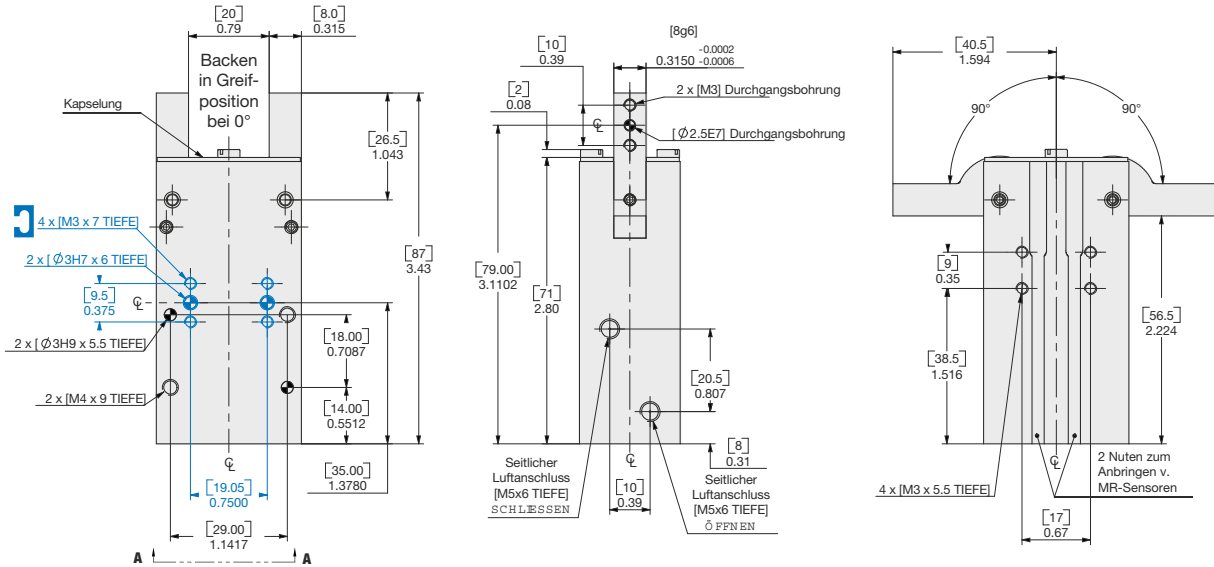 [20]
0.79
[8.0]
0.315
Backen
in Greif-
position
bei 0°
Kapselung
[26.5]
1.043
4 x [M3 x 7 TIEFE]
2 x [Ø3H7 x 6 TIEFE]
[9.5]
0.375
℄
2 x [Ø3H9 x 5.5 TIEFE]
2 x [M4 x 9 TIEFE]
[87]
3.43
[18.00]
0.7087
[14.00]
0.5512
[35.00]
1.3780
℄
[19.05]
0.7500
[29.00]
1.1417
A
A
[10]
0.39
[8g6]
0.3150 -0.0002
-0.0006
[2]
0.08
2 x [M3] Durchgangsbohrung
℄
[Ø2.5E7] Durchgangsbohrung
[79.00]
3.1102
[71]
2.80
[20.5]
0.807
[8]
0.31
℄
Seitlicher
Luftanschluss
[M5x6 TIEFE]
SCHLIESSEN
[10]
0.39
Seitlicher
Luftanschluss
[M5x6 TIEFE]
ÖFFNEN
[40.5]
1.594
90°
90°
[9]
0.35
[38.5]
1.516
[56.5]
2.224
℄
4 x [M3 x 5.5 TIEFE]
2 Nuten zum
Anbringen v.
MR-Sensoren
[17]
0.67